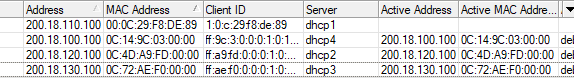 Address MAC Address Client ID Server Active Address Active MAC Addre...
200.18.110.100 00:0C:29:F8:DE:89 1:0:c:29:f8:de:89 dhcp1
200.18.100.100 0C:14:9C:03:00:00 ff:9c:3:0:0:0:1:0:1... dhcp4 200.18.100.100 0C:14:9C:03:00:00
200.18.120.100 0C:4D:A9:FD:00:00 ff:a9:fd:0:0:0:1:0:... dhcp2 200.18.120.100 0C:4D:A9:FD:00:00
200.18.130.100 0C:72:AE:F0:00:00 ff:ae:f0:0:0:0:1:0:... dhcp3 200.18.130.100 0C:72:AE:F0:00:00